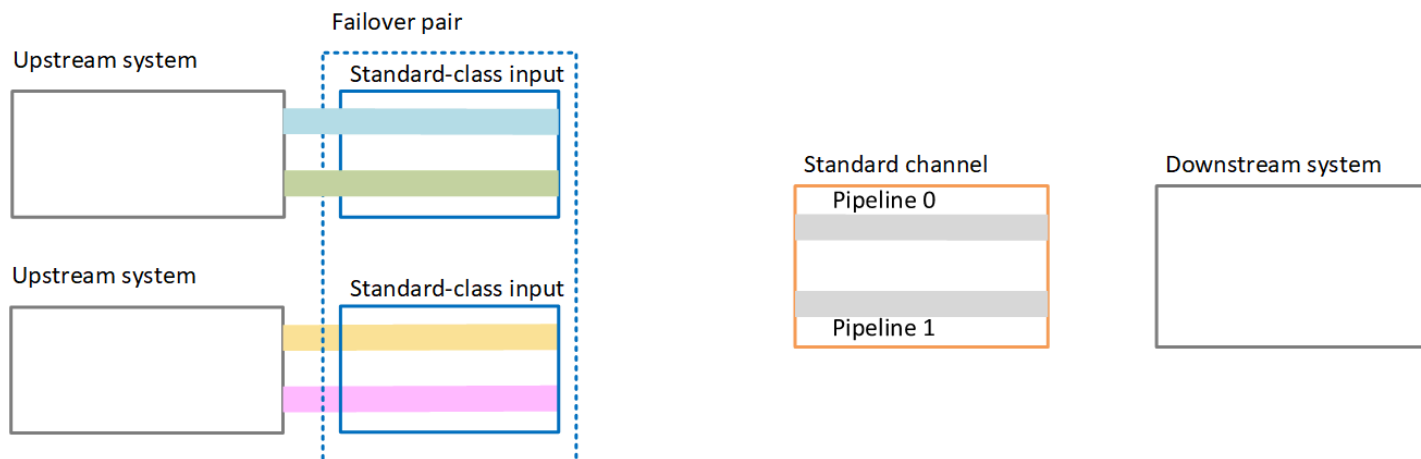 Failover pair
Upstream system
Standard-class input
Standard channel
Downstream system
Pipeline 0
Upstream system
Standard-class input
Pipeline 1